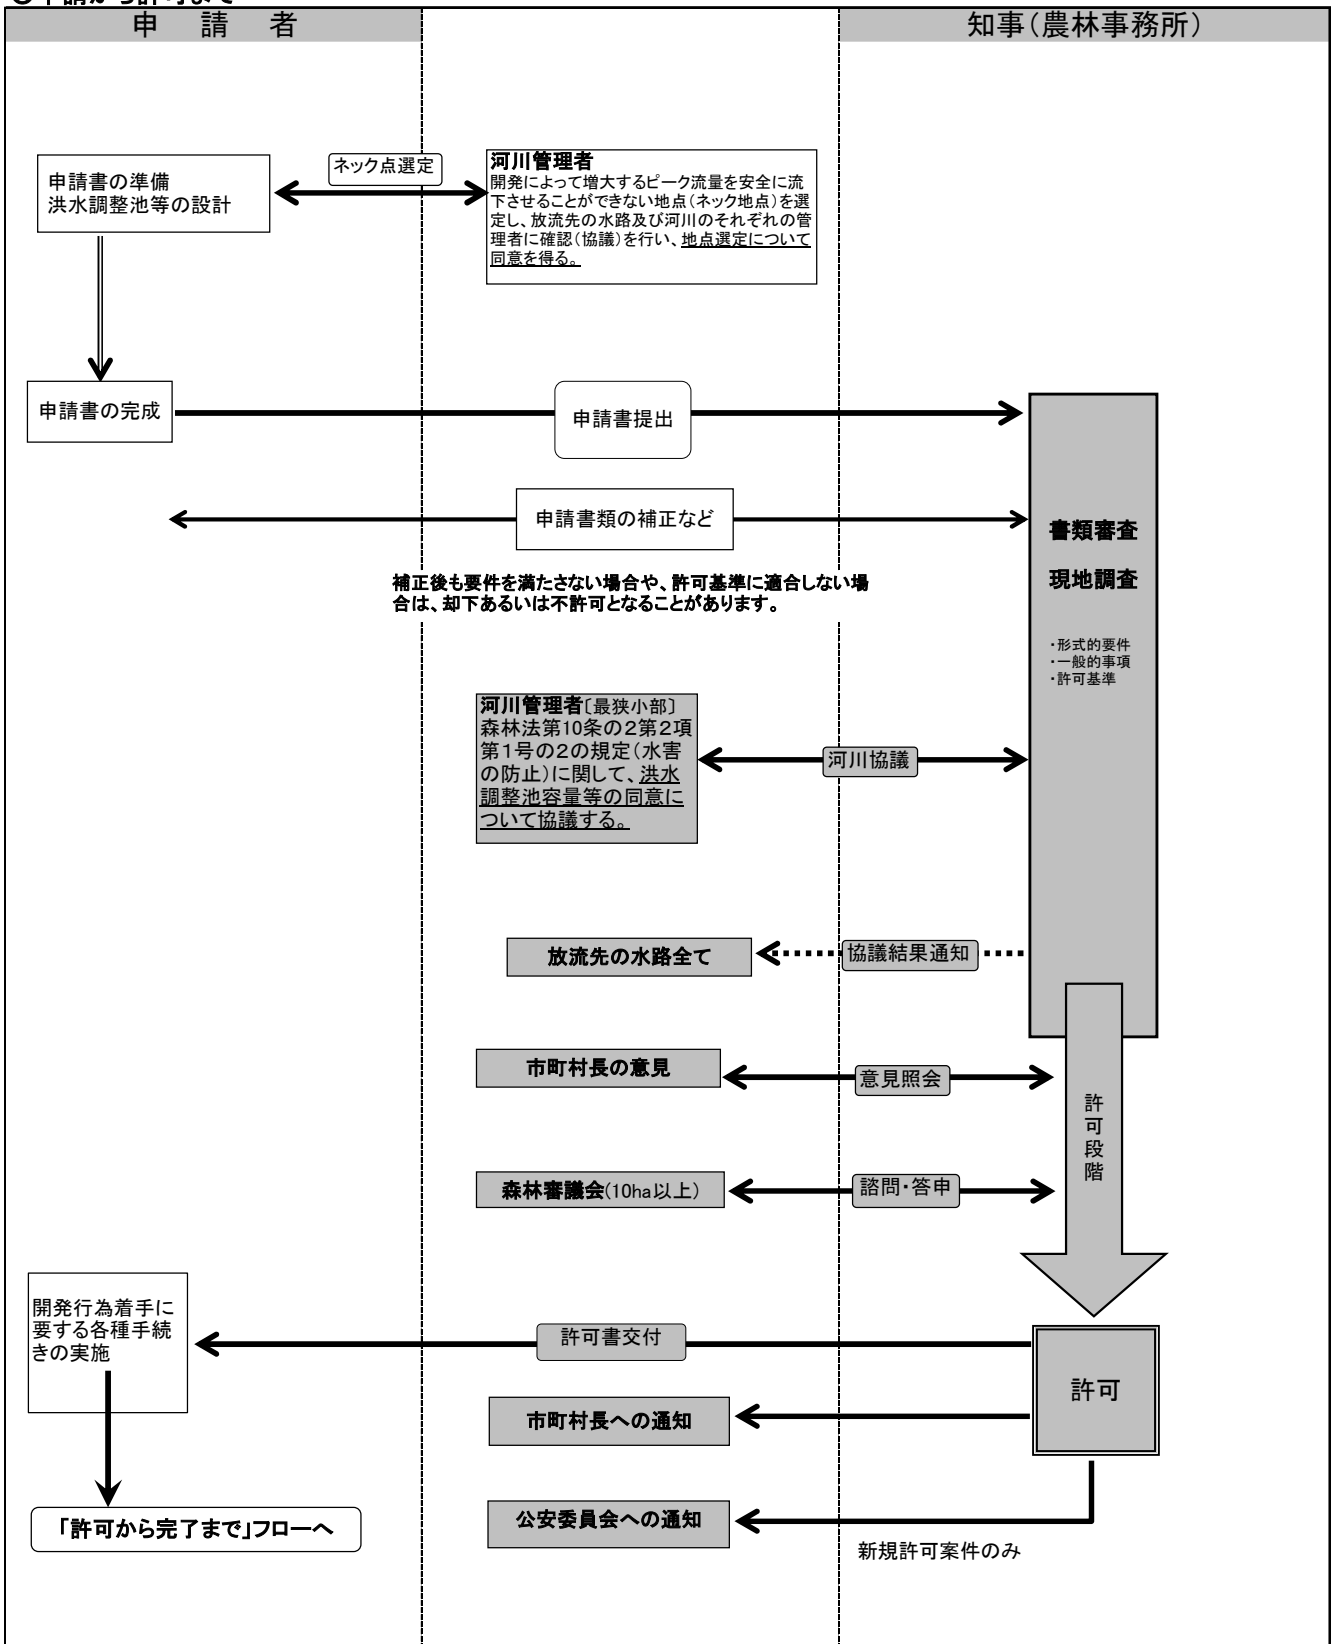 ○申請から許可まで
申 請 者
知事(農林事務所)
ネック点選定
申請書の準備
洪水調整池等の設計
河川管理者
開発によって増大するピーク流量を安全に流
下させることができない地点(ネック地点)を選
定し、放流先の水路及び河川のそれぞれの管
理者に確認(協議)を行い、地点選定について
同意を得る。
申請書の完成
申請書提出
申請書類の補正など
補正後も要件を満たさない場合や、許可基準に適合しない場
合は、却下あるいは不許可となることがあります。
書類審査
現地調査
・形式的要件
・一般的事項
・許可基準
河川管理者〔最狭小部〕
森林法第10条の2第2項
第1号の2の規定(水害
の防止)に関して、洪水
調整池容量等の同意に
ついて協議する。
河川協議
放流先の水路全て
協議結果通知
市町村長の意見
意見照会
森林審議会(10ha以上)
諮問・答申
許可段階
開発行為着手に
要する各種手続
きの実施
許可書交付
許可
市町村長への通知
公安委員会への通知
新規許可案件のみ
「許可から完了まで」フローへ